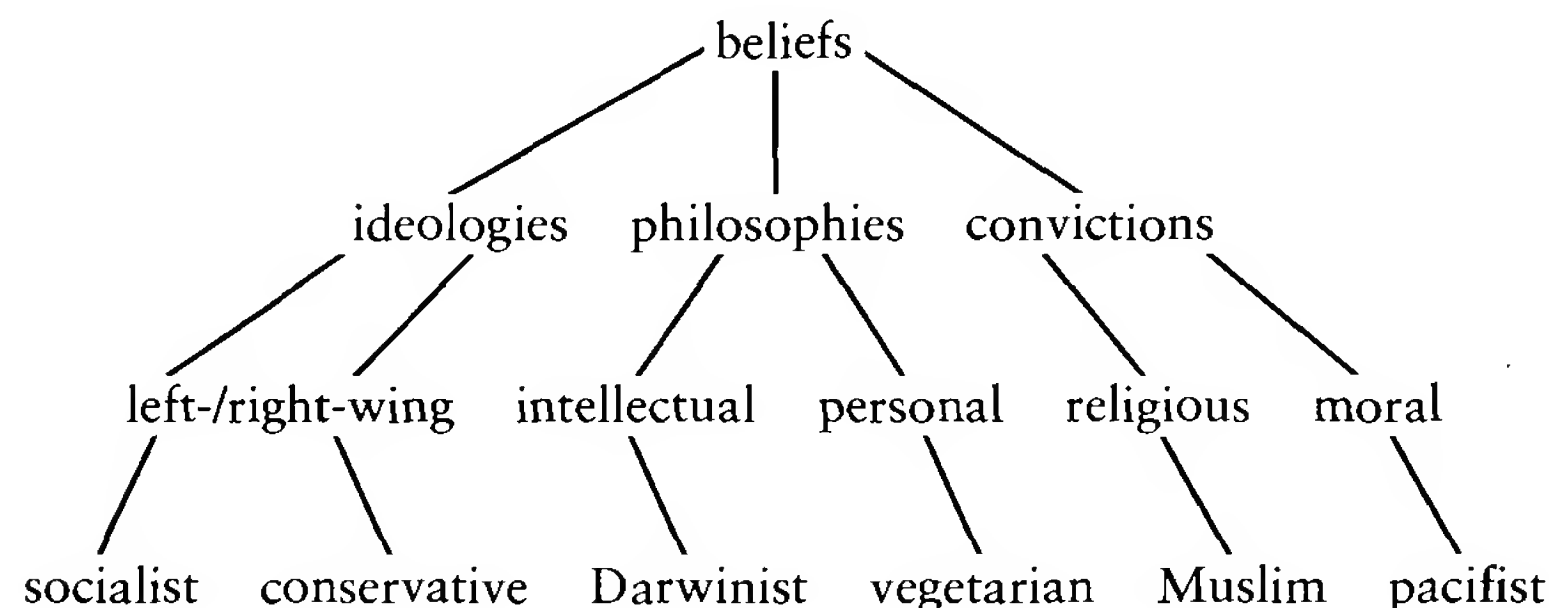 beliefs
ideologies philosophies convictions
left-/right-wing intellectual personal religious moral
socialist conservative Darwinist vegetarian Muslim pacifist